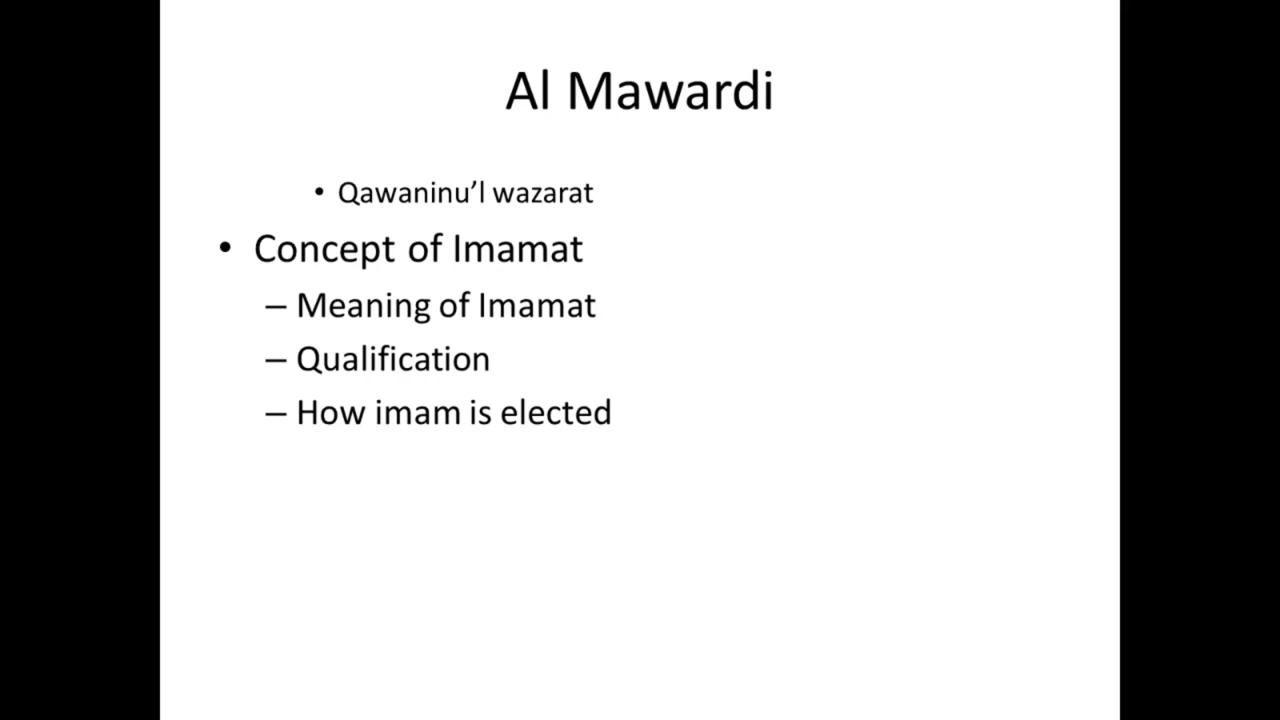 Al Mawardi
• Qawaninu’l wazarat
• Concept of Imamat
– Meaning of Imamat
– Qualification
– How imam is elected